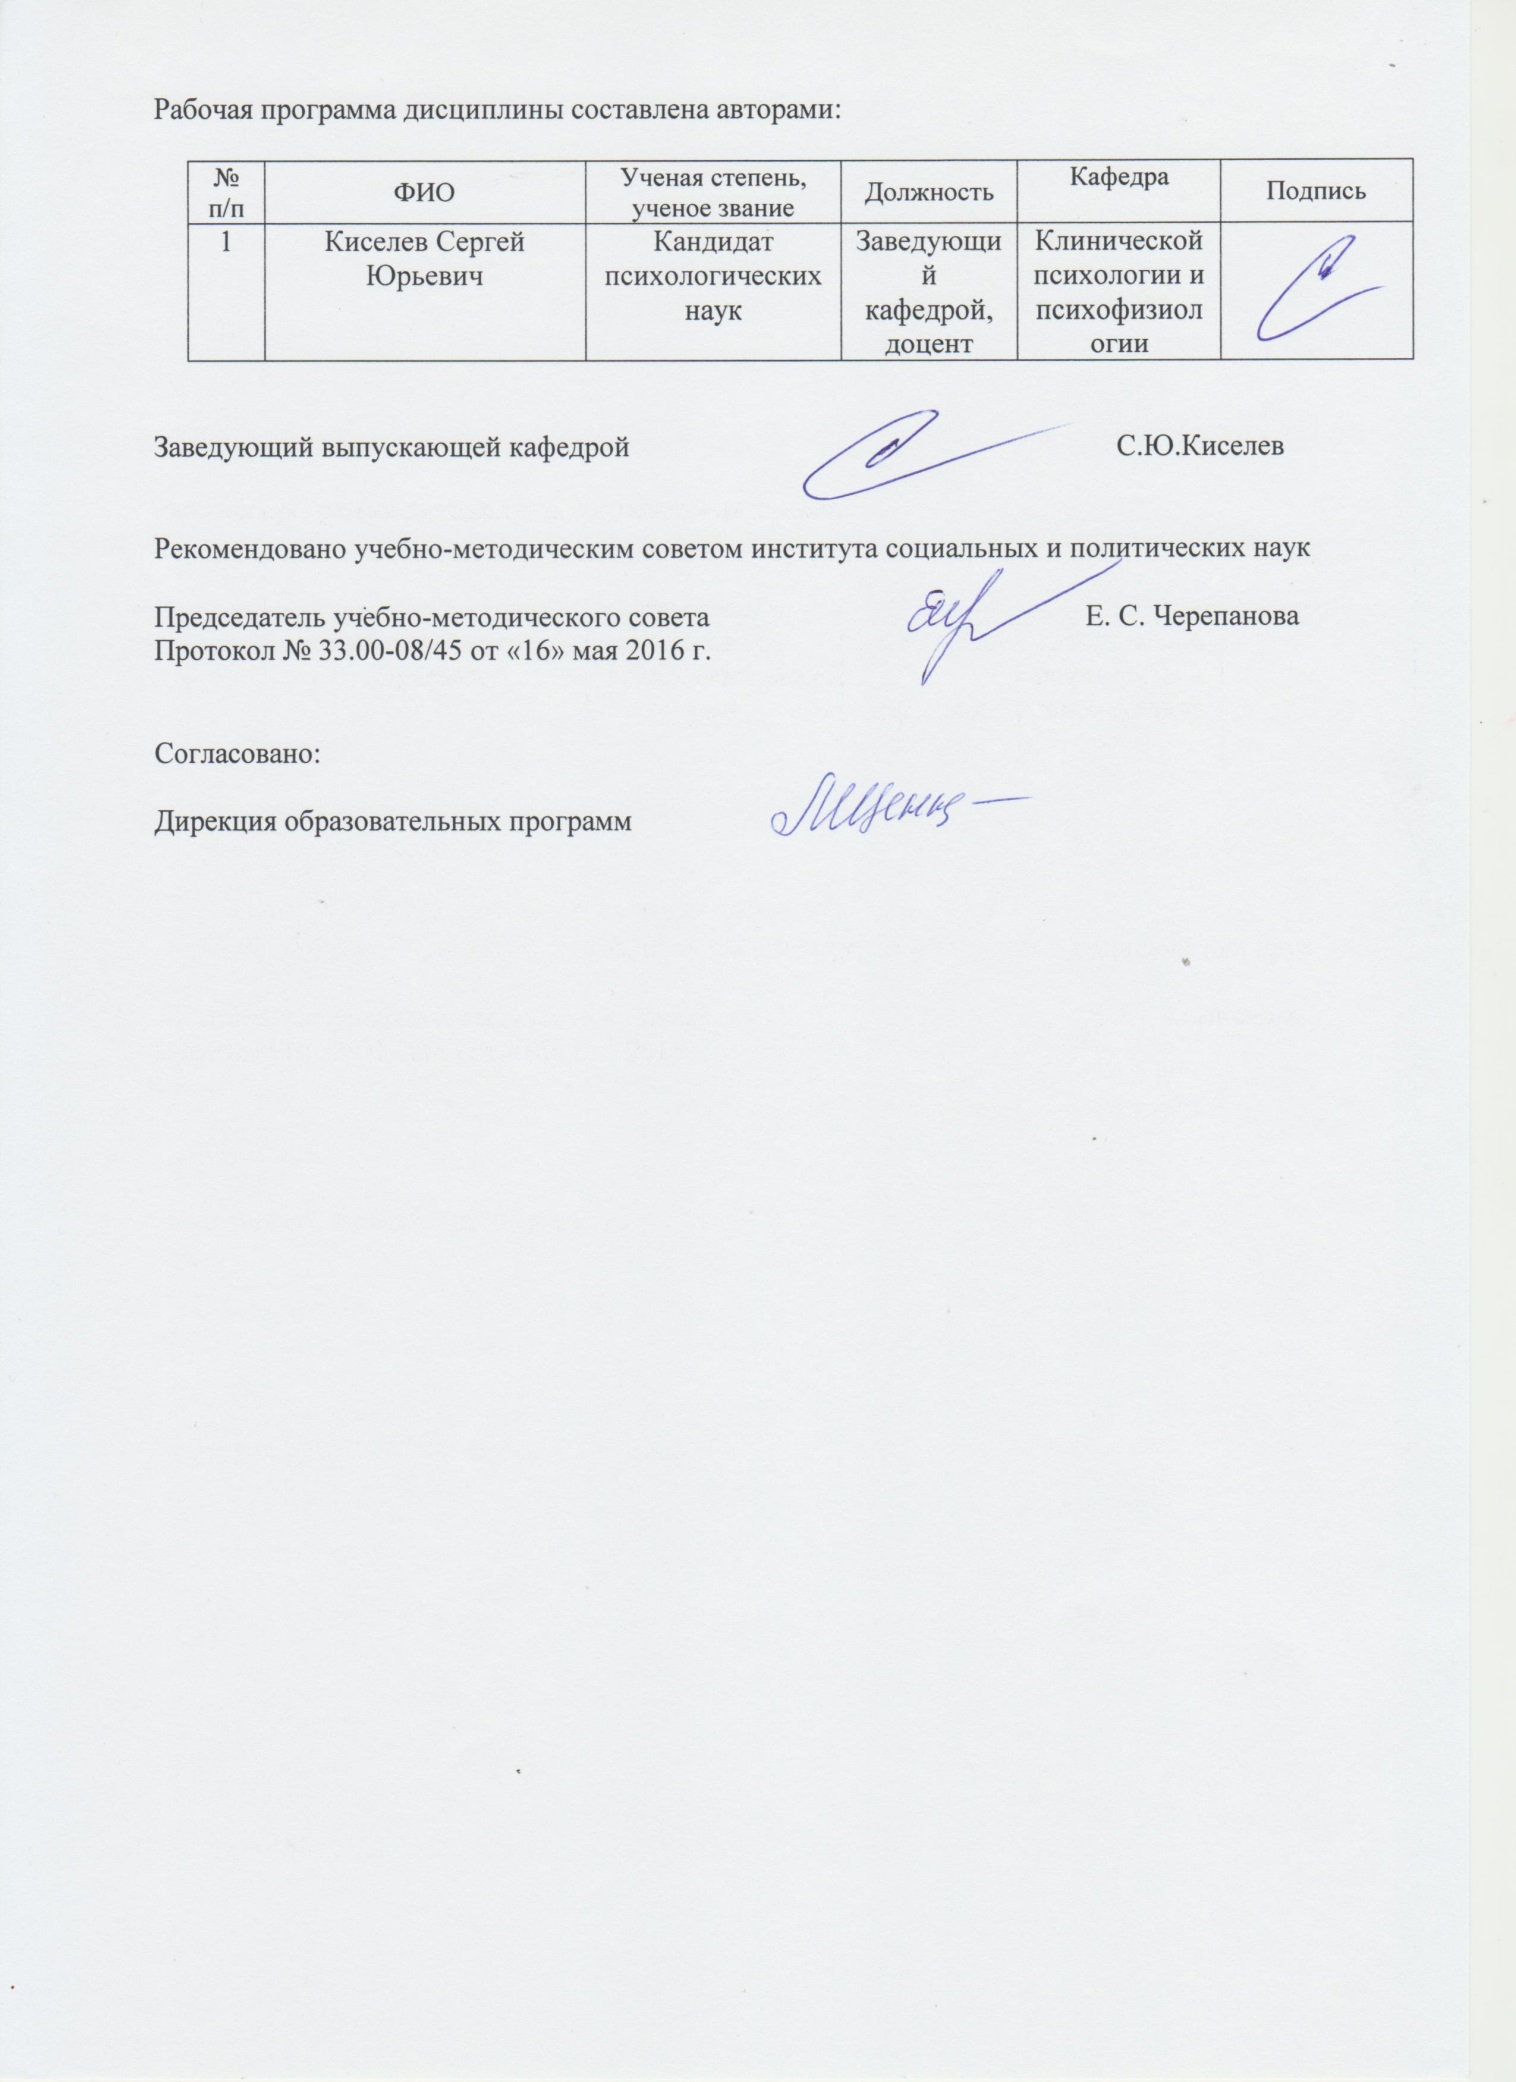 Рабочая программа дисциплины составлена авторами:
№ п/п ФИО Ученая степень, ученое звание Должность Кафедра Подпись
1 Киселев Сергей Юрьевич Кандидат психологических наук Заведующий кафедрой, доцент Клинической психологии и психофизиологии
Заведующий выпускающей кафедрой С.Ю.Киселев
Рекомендовано учебно-методическим советом института социальных и политических наук
Председатель учебно-методического совета Е. С. Черепанова
Протокол № 33.00-08/45 от «16» мая 2016 г.
Согласовано:
Дирекция образовательных программ